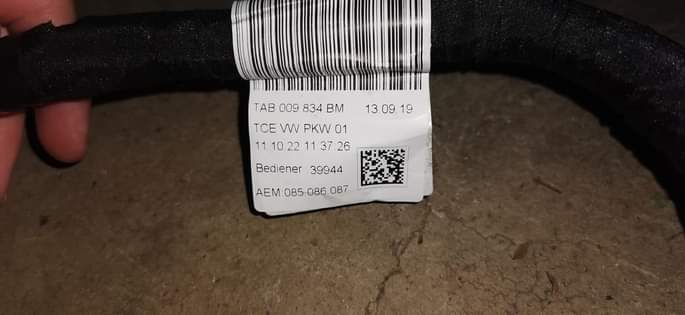 TAB 009 834 BM 13.09.19
TCE VW PKW 01
11.10.22 11:37:26
Bediener 39944
AEM 085.086.087.